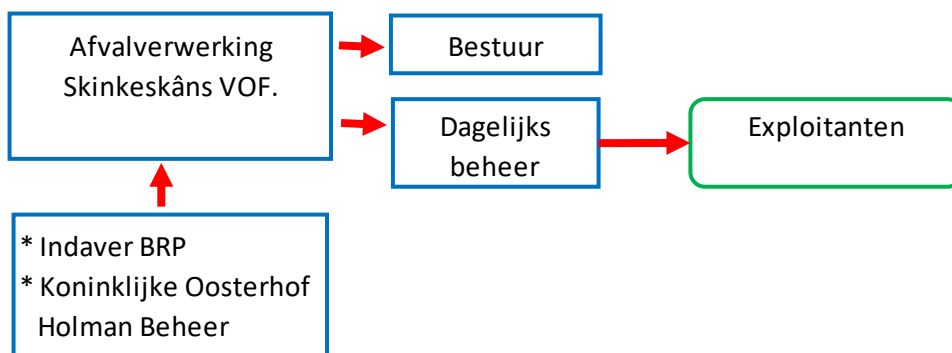 Afvalverwerking
Skinkeskâns VOF.
Bestuur
Dagelijks
beheer
Exploitanten
* Indaver BRP
* Koninklijke Oosterhof
Holman Beheer